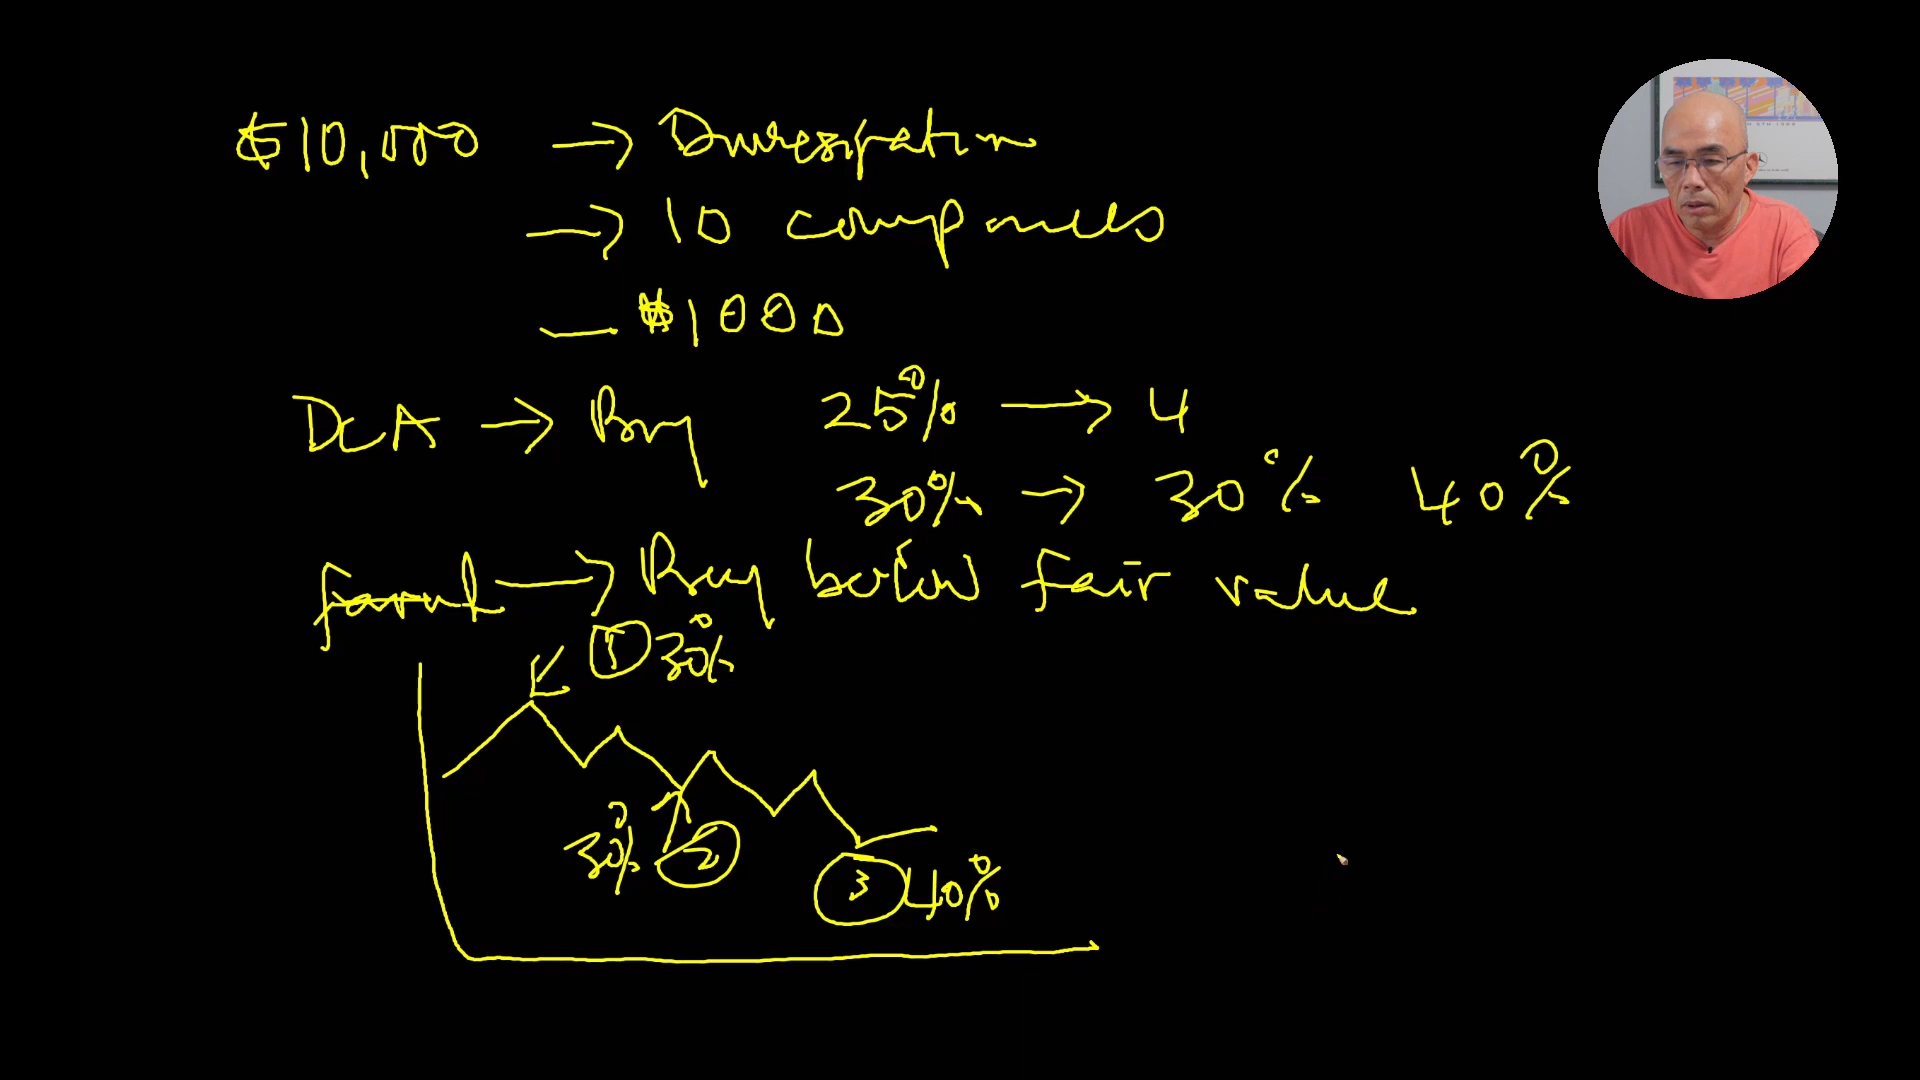 $10,000 → Diversification
→ 10 companies
— $1000
DCA → Buy 25% → 4
30% → 30% 40%
→ Buy below fair value
① 30%
30% ②
③ 40%